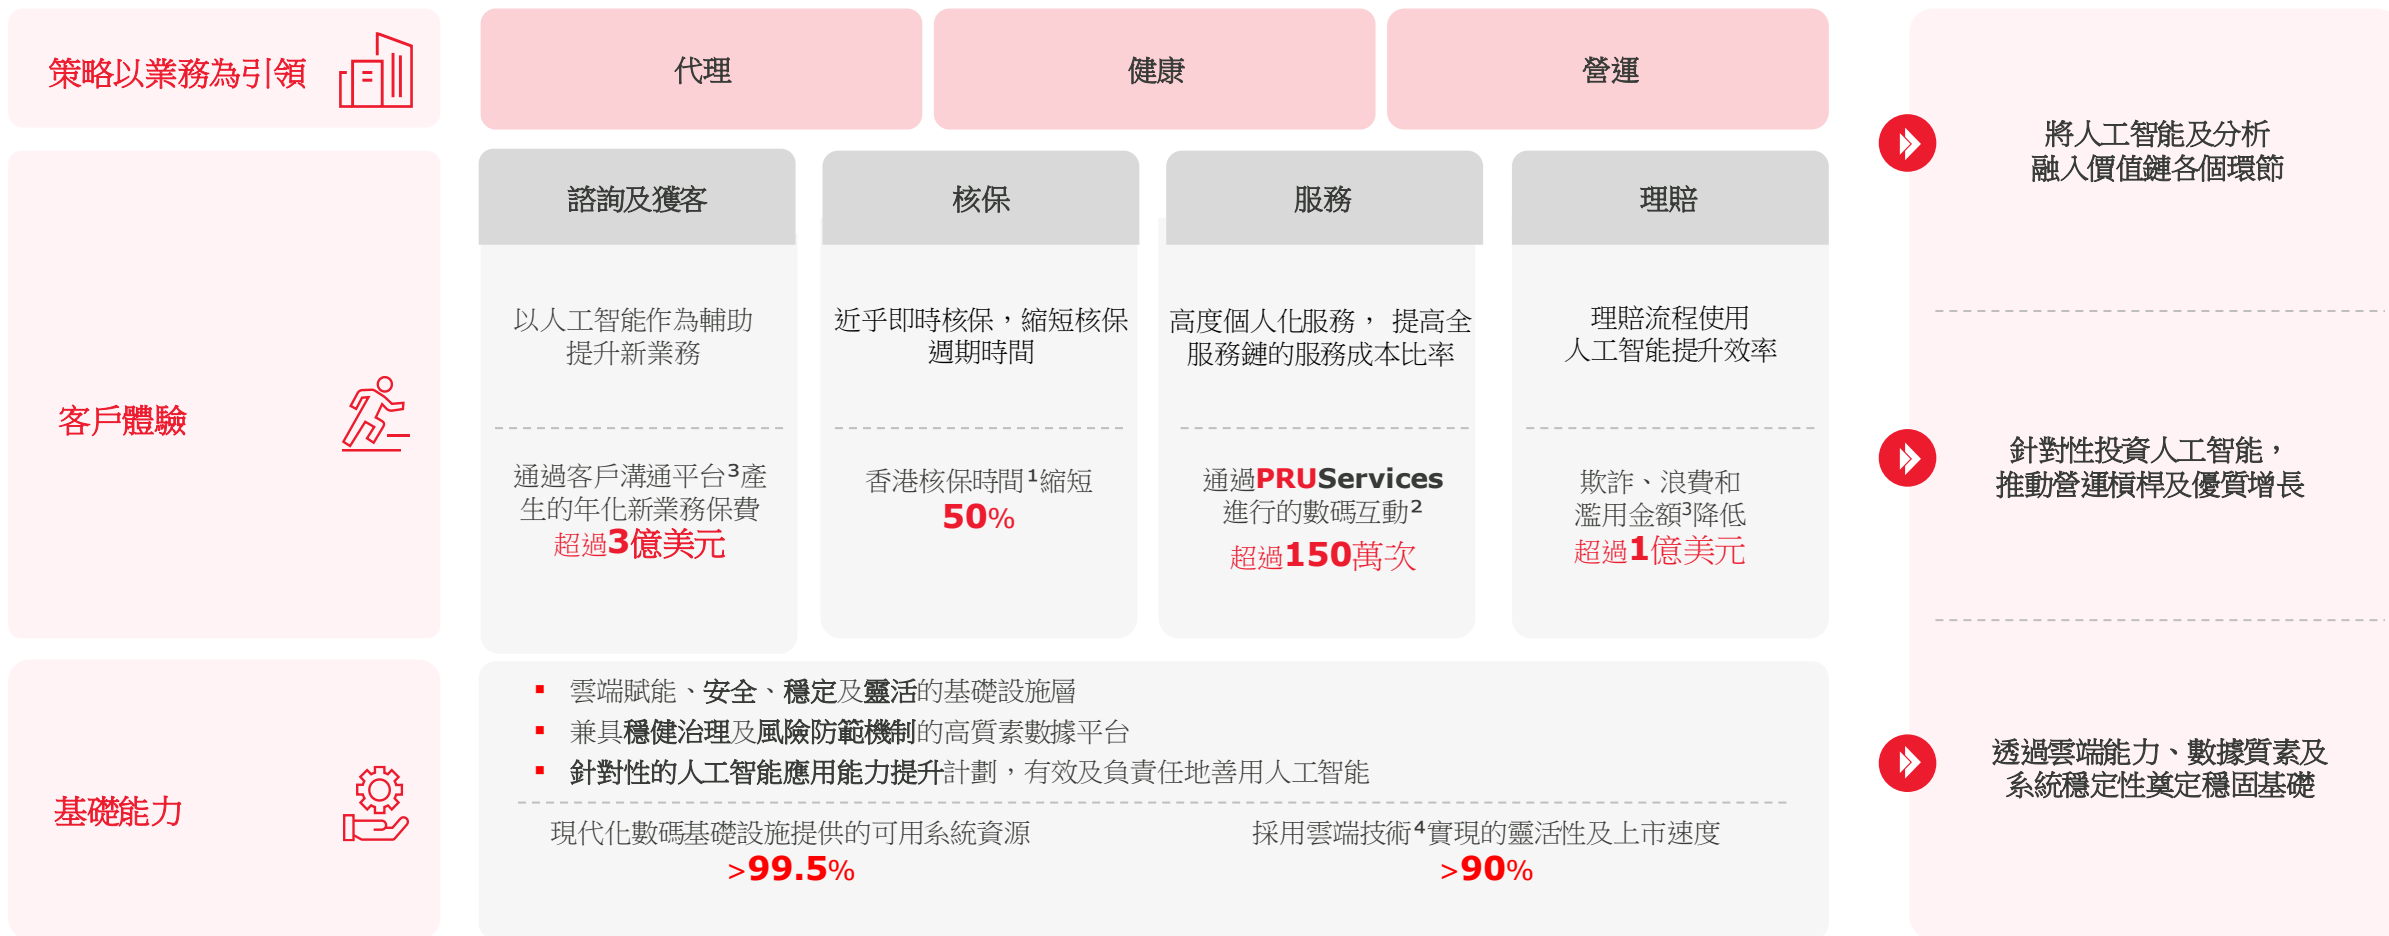 策略以業務為引領
代理
健康
營運
客戶體驗
諮詢及獲客
以人工智能作為輔助
提升新業務
通過客戶溝通平台³產
生的年化新業務保費
超過3億美元
核保
近乎即時核保，縮短核保
週期時間
香港核保時間¹縮短
50%
服務
高度個人化服務， 提高全
服務鏈的服務成本比率
通過PRUServices
進行的數碼互動²
超過150萬次
理賠
理賠流程使用
人工智能提升效率
欺詐、浪費和
濫用金額³降低
超過1億美元
基礎能力
▪ 雲端賦能、安全、穩定及靈活的基礎設施層
▪ 兼具穩健治理及風險防範機制的高質素數據平台
▪ 針對性的人工智能應用能力提升計劃，有效及負責任地善用人工智能
現代化數碼基礎設施提供的可用系統資源
>99.5%
採用雲端技術⁴實現的靈活性及上市速度
>90%
將人工智能及分析
融入價值鏈各個環節
針對性投資人工智能，
推動營運槓桿及優質增長
透過雲端能力、數據質素及
系統穩定性奠定穩固基礎